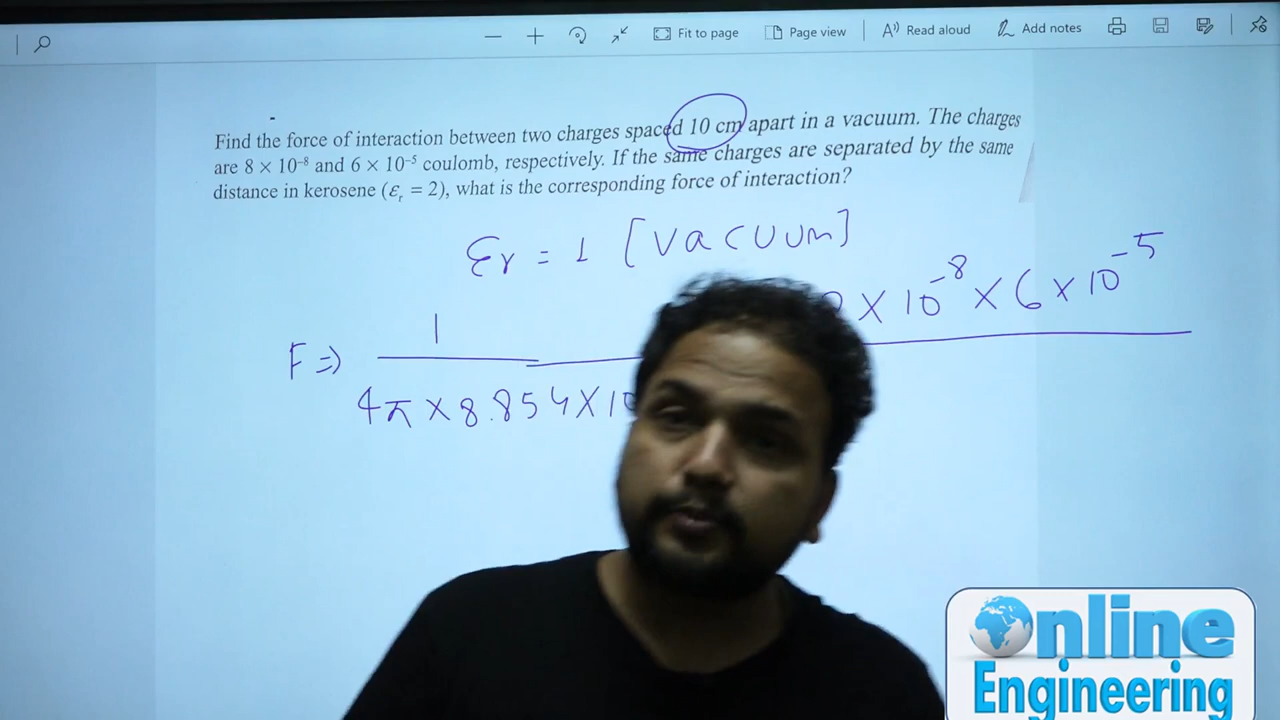 Fit to page Page view Read aloud Add notes
Find the force of interaction between two charges spaced 10 cm apart in a vacuum. The charges
are 8 × 10⁻⁸ and 6 × 10⁻⁵ coulomb, respectively. If the same charges are separated by the same
distance in kerosene (εᵣ = 2), what is the corresponding force of interaction?
εr = 1 [vacuum]
× 10⁻⁸ × 6 × 10⁻⁵
F ⇒ 1
4π × 8.854 × 10
Online
Engineering